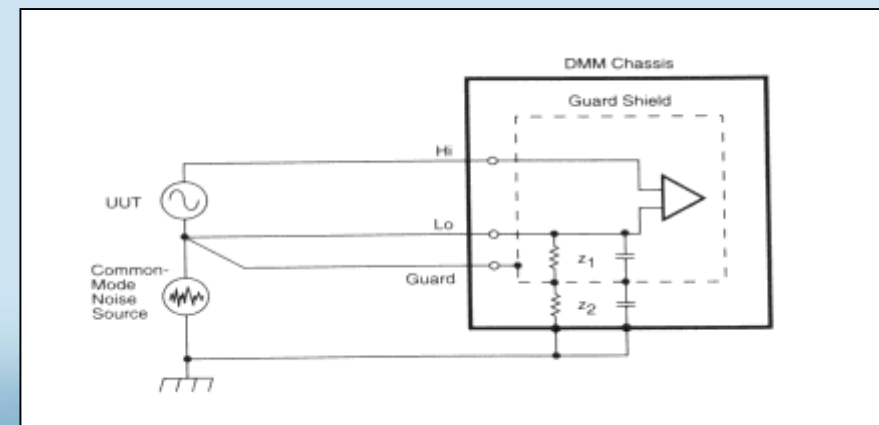 DMM Chassis
Guard Shield
Hi
UUT
Lo
Common-
Mode
Noise
Source
Guard
z1
z2